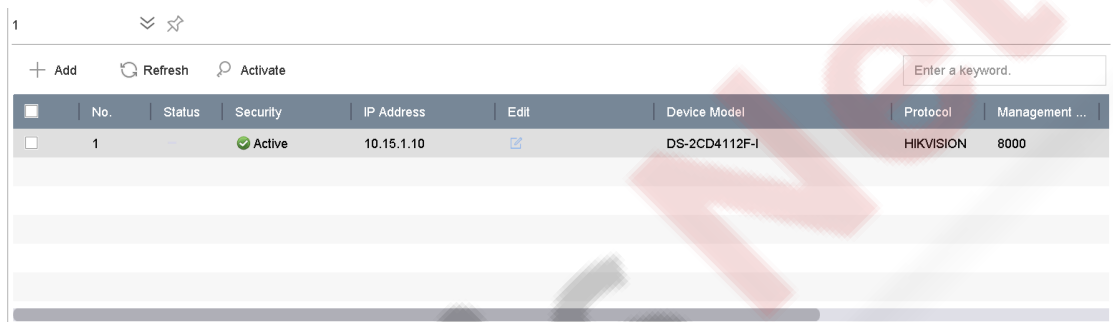 1
Add Refresh Activate Enter a keyword.
No. Status Security IP Address Edit Device Model Protocol Management ...
1 Active 10.15.1.10 DS-2CD4112F-I HIKVISION 8000